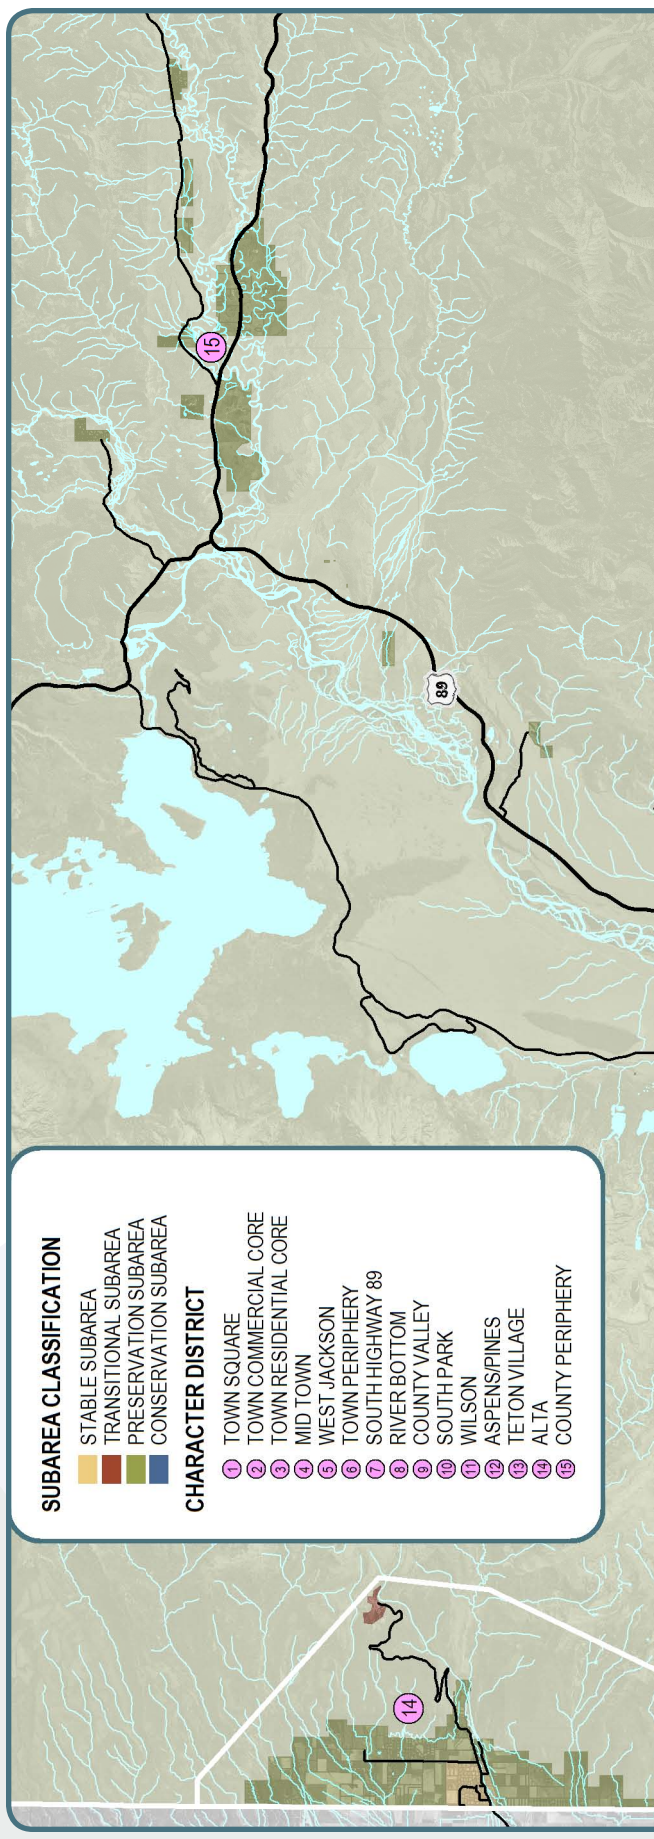 SUBAREA CLASSIFICATION
STABLE SUBAREA
TRANSITIONAL SUBAREA
PRESERVATION SUBAREA
CONSERVATION SUBAREA
CHARACTER DISTRICT
1 TOWN SQUARE
2 TOWN COMMERCIAL CORE
3 TOWN RESIDENTIAL CORE
4 MID TOWN
5 WEST JACKSON
6 TOWN PERIPHERY
7 SOUTH HIGHWAY 89
8 RIVER BOTTOM
9 COUNTY VALLEY
10 SOUTH PARK
11 WILSON
12 ASPENS/PINES
13 TETON VILLAGE
14 ALTA
15 COUNTY PERIPHERY
14
15
89